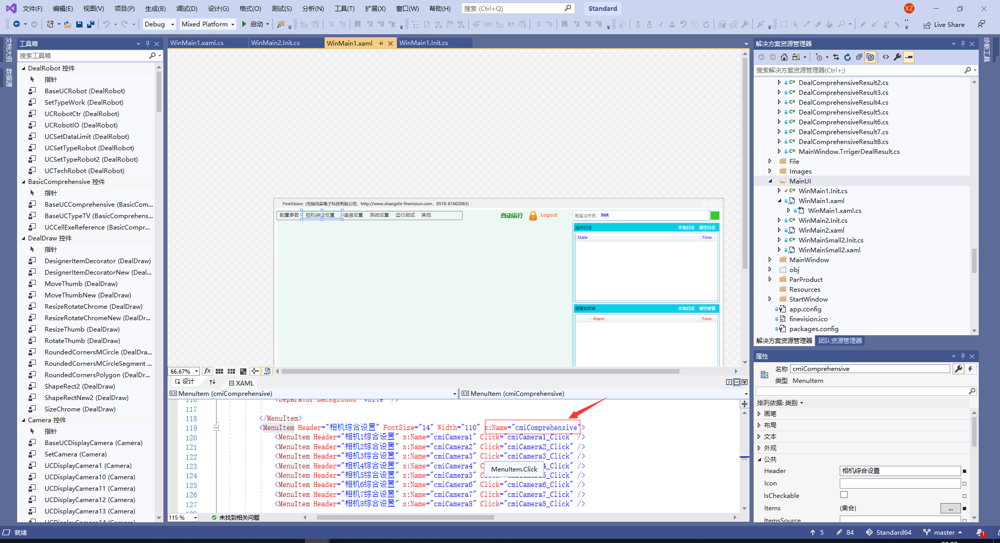 文件(F) 编辑(E) 视图(V) 项目(P) 生成(B) 调试(D) 设计(G) 格式(O) 测试(S) 分析(N) 工具(T) 扩展(X) 窗口(W) 帮助(H) 搜索 (Ctrl+Q) Standard XZ
Debug Mixed Platform 启动 Live Share
文档大纲
数据源
工具箱
搜索工具箱
DealRobot 控件
指针
BaseUCRobot (DealRobot)
SetTypeWork (DealRobot)
UCRobotCtr (DealRobot)
UCRobotIO (DealRobot)
UCSetDataLimit (DealRobot)
UCSetTypeRobot (DealRobot)
UCSetTypeRobot2 (DealRobot)
UCTechRobot (DealRobot)
BasicComprehensive 控件
指针
BaseUCComprehensive (BasicCom...
BaseUCTypeTV (BasicComprehens...
UCCellExeReference (BasicCompr...
DealDraw 控件
指针
DesignerItemDecorator (DealDraw)
DesignerItemDecoratorNew (Deal...
MoveThumb (DealDraw)
MoveThumbNew (DealDraw)
ResizeRotateChrome (DealDraw)
ResizeRotateChromeNew (DealDr...
ResizeThumb (DealDraw)
RotateThumb (DealDraw)
RoundedCornersMCircle (DealDra...
RoundedCornersMCircleSegment ...
RoundedCornersPolygon (DealDr...
ShapeRect2 (DealDraw)
ShapeRectNew2 (DealDraw)
SizeChrome (DealDraw)
Camera 控件
指针
BaseUCDisplayCamera (Camera)
SetCamera (Camera)
UCDisplayCamera1 (Camera)
UCDisplayCamera10 (Camera)
UCDisplayCamera11 (Camera)
UCDisplayCamera12 (Camera)
UCDisplayCamera13 (Camera)
UCDisplayCamera14 (Camera)
WinMain1.xaml.cs WinMain2.Init.cs WinMain1.xaml WinMain1.Init.cs
FineVision (无锡尚实电子科技有限公司，http://www.shangshi-finevision.com，0510-81602063)
配置参数 相机综合设置 通信设置 系统设置 运行测试 其他 自动运行 Logout 配置文件名: Init
运行日志 本地日志 清空日志
State Time
报警&异常 本地日志 清空报警
Alarm Time
66.67% fx
设计 XAML
MenuItem (cmiComprehensive) MenuItem (cmiComprehensive)
116 <Separator Background="White" />
117
118 </MenuItem>
119 <MenuItem Header="相机综合设置" FontSize="14" Width="110" x:Name="cmiComprehensive">
120 <MenuItem Header="相机1综合设置" x:Name="cmiCamera1" Click="cmiCamera1_Click" />
121 <MenuItem Header="相机2综合设置" x:Name="cmiCamera2" Click="cmiCamera2_Click" />
122 <MenuItem Header="相机3综合设置" x:Name="cmiCamera3" Click="cmiCamera3_Click" />
123 <MenuItem Header="相机4综合设置" x:Name="cmiCamera4" 4_Click" />
MenuItem.Click
124 <MenuItem Header="相机5综合设置" x:Name="cmiCamera5" 5_Click" />
125 <MenuItem Header="相机6综合设置" x:Name="cmiCamera6" Click="cmiCamera6_Click" />
126 <MenuItem Header="相机7综合设置" x:Name="cmiCamera7" Click="cmiCamera7_Click" />
127 <MenuItem Header="相机8综合设置" x:Name="cmiCamera8" Click="cmiCamera8_Click" />
115 % 未找到相关问题
解决方案资源管理器
搜索解决方案资源管理器(Ctrl+;)
DealComprehensiveResult2.cs
DealComprehensiveResult3.cs
DealComprehensiveResult4.cs
DealComprehensiveResult5.cs
DealComprehensiveResult6.cs
DealComprehensiveResult7.cs
DealComprehensiveResult8.cs
MainWindow.TrrigerDealResult.cs
File
Images
MainUI
WinMain1.Init.cs
WinMain1.xaml
WinMain1.xaml.cs
WinMain2.Init.cs
WinMain2.xaml
WinMainSmall2.Init.cs
WinMainSmall2.xaml
MainWindow
obj
ParProduct
Resources
StartWindow
app.config
finevision.ico
packages.config
解决方案资源管理器 团队资源管理器
属性
名称 cmiComprehensive
类型 MenuItem
排列依据: 类别
画笔
布局
文本
外观
公共
Header 相机综合设置
Icon
IsCheckable
Items (集合) ...
ItemsSource
诊断工具
就绪 5 84 Standard64 master 1